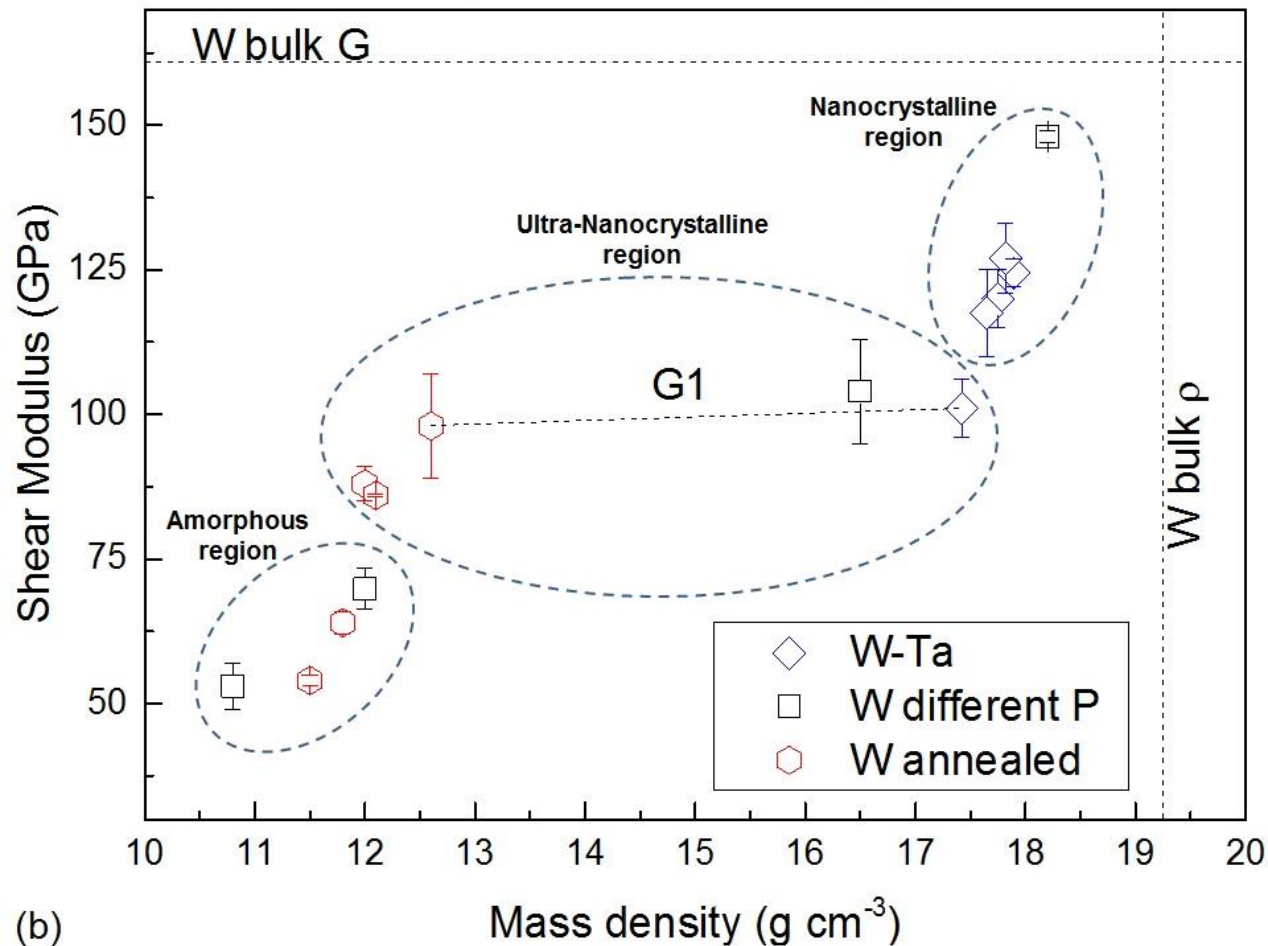 W bulk G
Nanocrystalline
region
150
Ultra-Nanocrystalline
region
125
G1
100
Amorphous
region
75
50
Shear Modulus (GPa)
W bulk ρ
W-Ta
W different P
W annealed
10 11 12 13 14 15 16 17 18 19 20
(b)
Mass density (g cm⁻³)